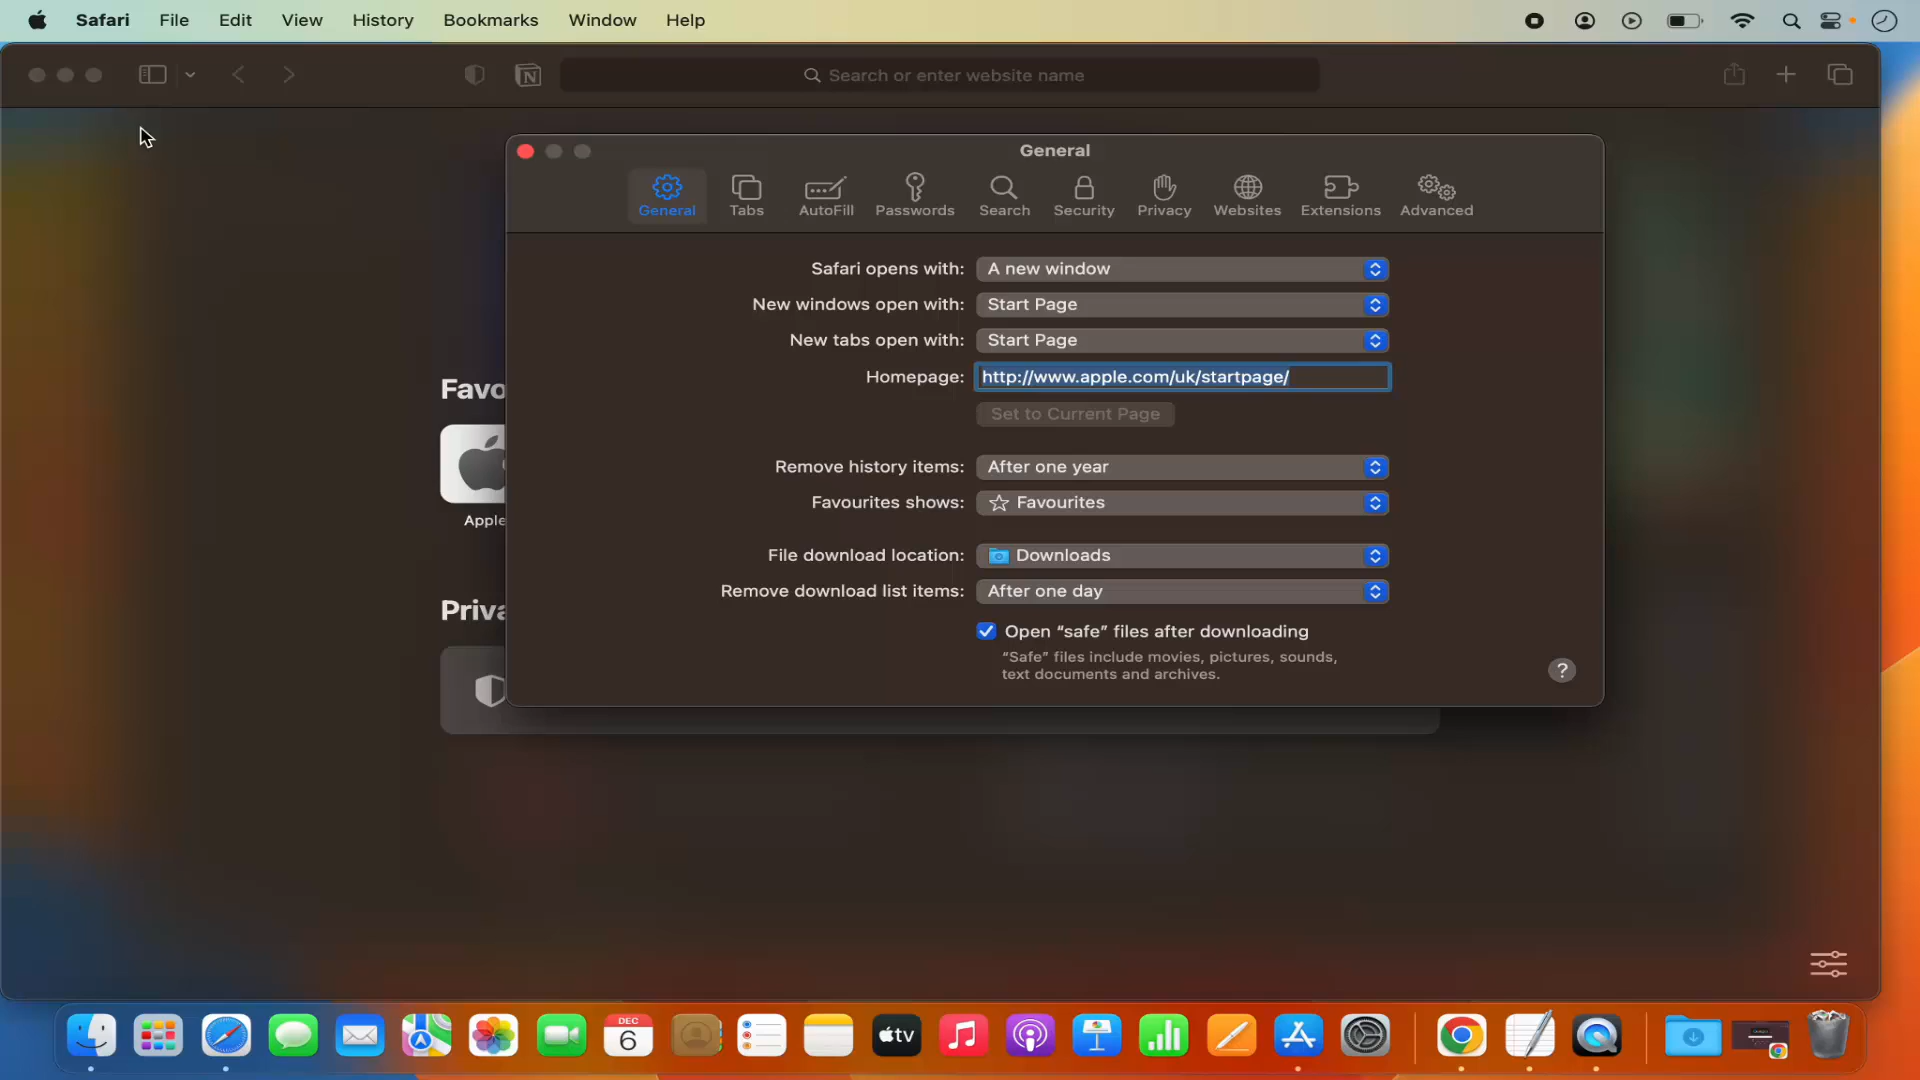 Safari File Edit View History Bookmarks Window Help
Search or enter website name
General
General Tabs AutoFill Passwords Search Security Privacy Websites Extensions Advanced
Safari opens with: A new window
New windows open with: Start Page
New tabs open with: Start Page
Homepage: http://www.apple.com/uk/startpage/
Set to Current Page
Favo
Remove history items: After one year
Favourites shows: Favourites
Apple
File download location: Downloads
Remove download list items: After one day
Priva
Open “safe” files after downloading
“Safe” files include movies, pictures, sounds,
text documents and archives.
?
DEC
6
tv